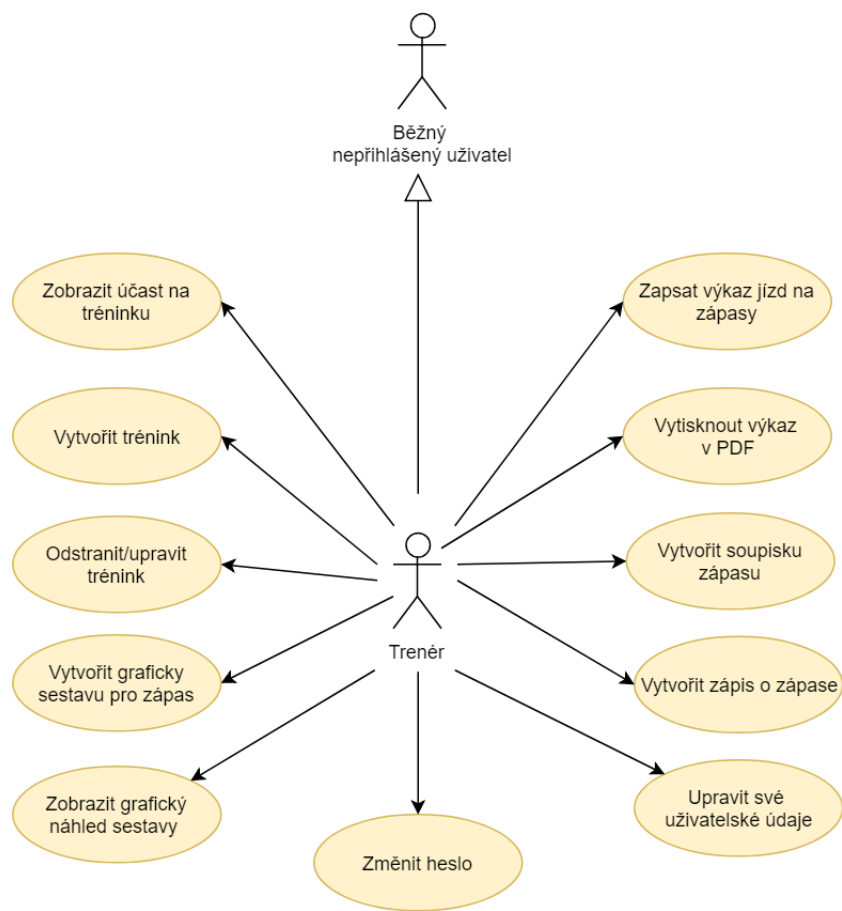 Běžný
nepřihlášený uživatel
Zobrazit účast na
tréninku
Zapsat výkaz jízd na
zápasy
Vytvořit trénink
Vytisknout výkaz
v PDF
Odstranit/upravit
trénink
Vytvořit soupisku
zápasu
Trenér
Vytvořit graficky
sestavu pro zápas
Vytvořit zápis o zápase
Zobrazit grafický
náhled sestavy
Upravit své
uživatelské údaje
Změnit heslo